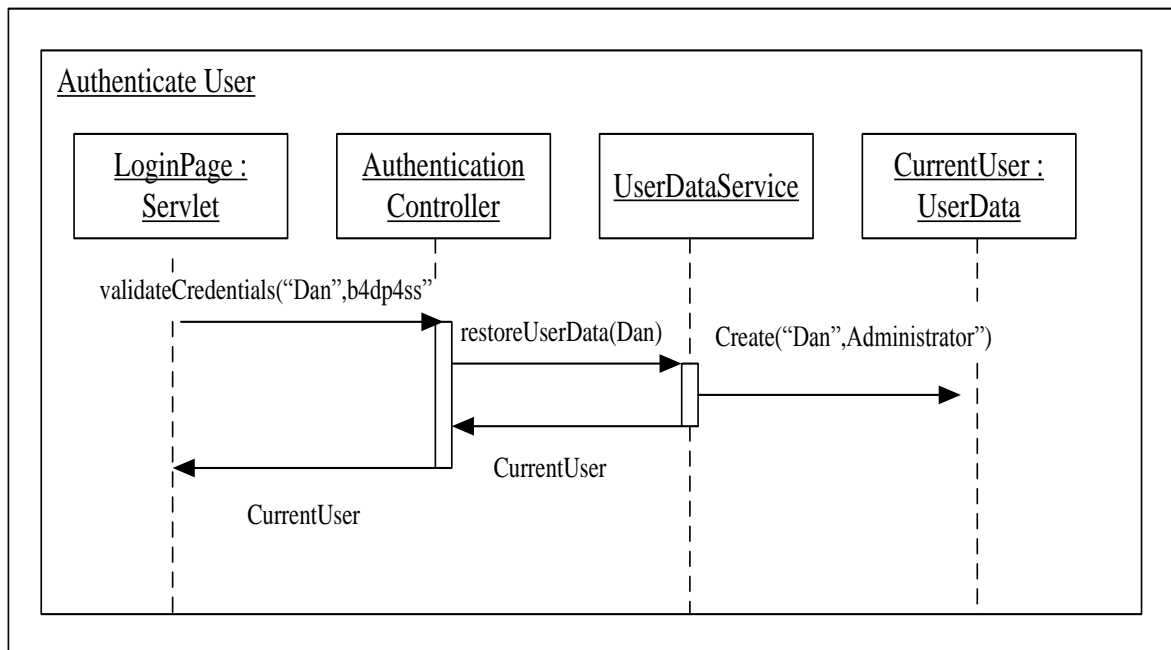 Authenticate User
LoginPage :
Servlet
Authentication
Controller
UserDataService
CurrentUser :
UserData
validateCredentials(“Dan”,b4dp4ss”
restoreUserData(Dan)
Create(“Dan”,Administrator”)
CurrentUser
CurrentUser